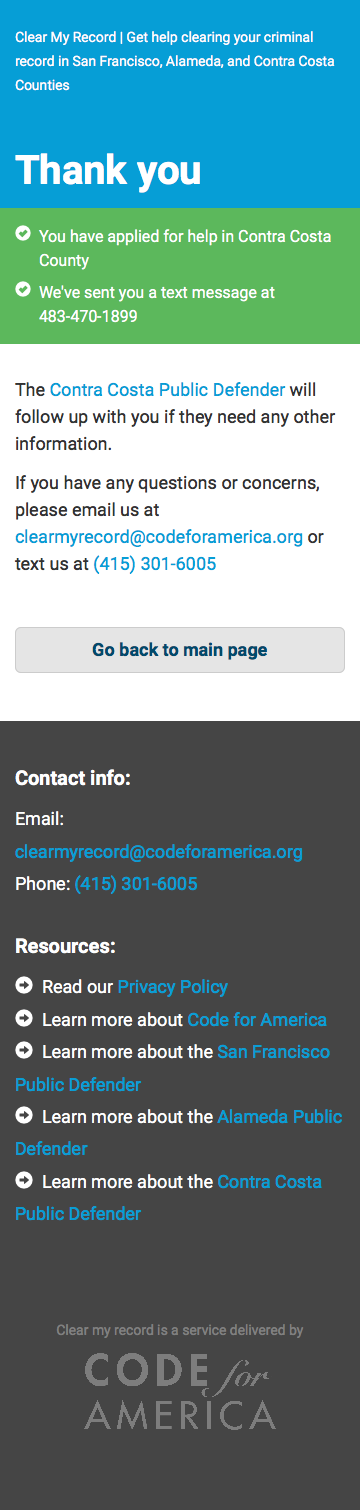 Clear My Record | Get help clearing your criminal
record in San Francisco, Alameda, and Contra Costa
Counties
Thank you
You have applied for help in Contra Costa
County
We've sent you a text message at
483-470-1899
The Contra Costa Public Defender will
follow up with you if they need any other
information.
If you have any questions or concerns,
please email us at
clearmyrecord@codeforamerica.org or
text us at (415) 301-6005
Go back to main page
Contact info:
Email:
clearmyrecord@codeforamerica.org
Phone: (415) 301-6005
Resources:
Read our Privacy Policy
Learn more about Code for America
Learn more about the San Francisco
Public Defender
Learn more about the Alameda Public
Defender
Learn more about the Contra Costa
Public Defender
Clear my record is a service delivered by
CODE for
AMERICA